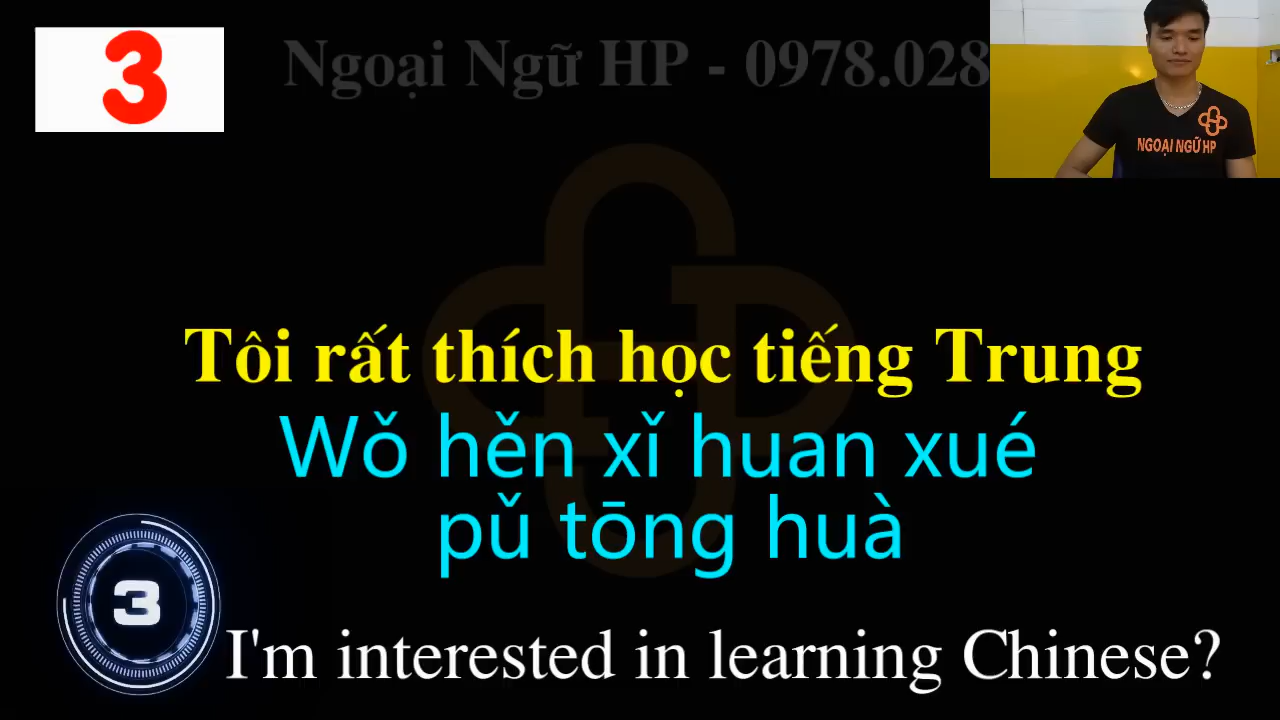 3
Ngoại Ngữ HP - 0978.028
NGOẠI NGỮ HP
Tôi rất thích học tiếng Trung
Wǒ hěn xǐ huan xué
pǔ tōng huà
3
I'm interested in learning Chinese?